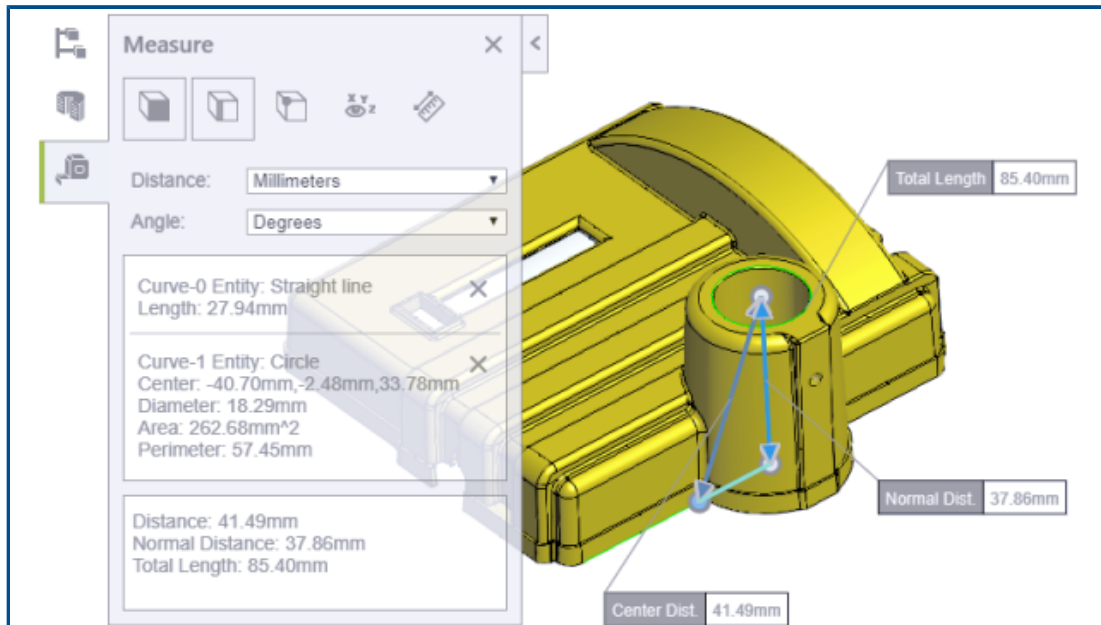 Measure
X Y Z
Distance: Millimeters
Angle: Degrees
Curve-0 Entity: Straight line
Length: 27.94mm
Curve-1 Entity: Circle
Center: -40.70mm,-2.48mm,33.78mm
Diameter: 18.29mm
Area: 262.68mm^2
Perimeter: 57.45mm
Distance: 41.49mm
Normal Distance: 37.86mm
Total Length: 85.40mm
Total Length 85.40mm
Normal Dist. 37.86mm
Center Dist. 41.49mm